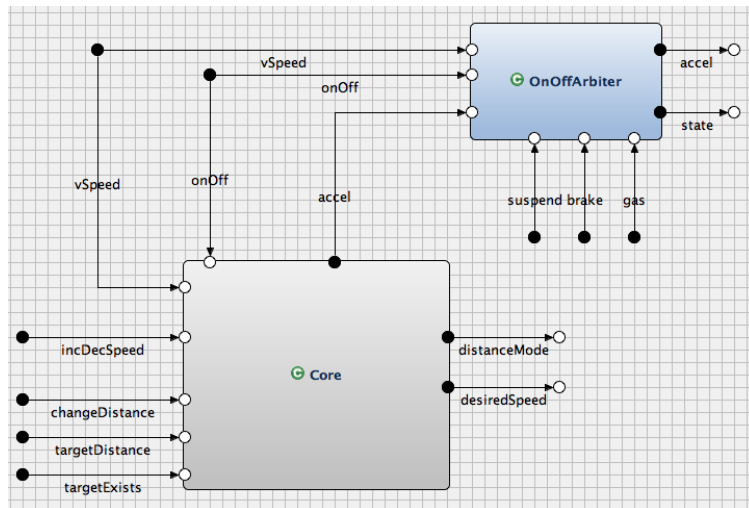 vSpeed
accel
onOff
C OnOffArbiter
state
vSpeed
onOff
accel
suspend brake
gas
incDecSpeed
distanceMode
C Core
desiredSpeed
changeDistance
targetDistance
targetExists